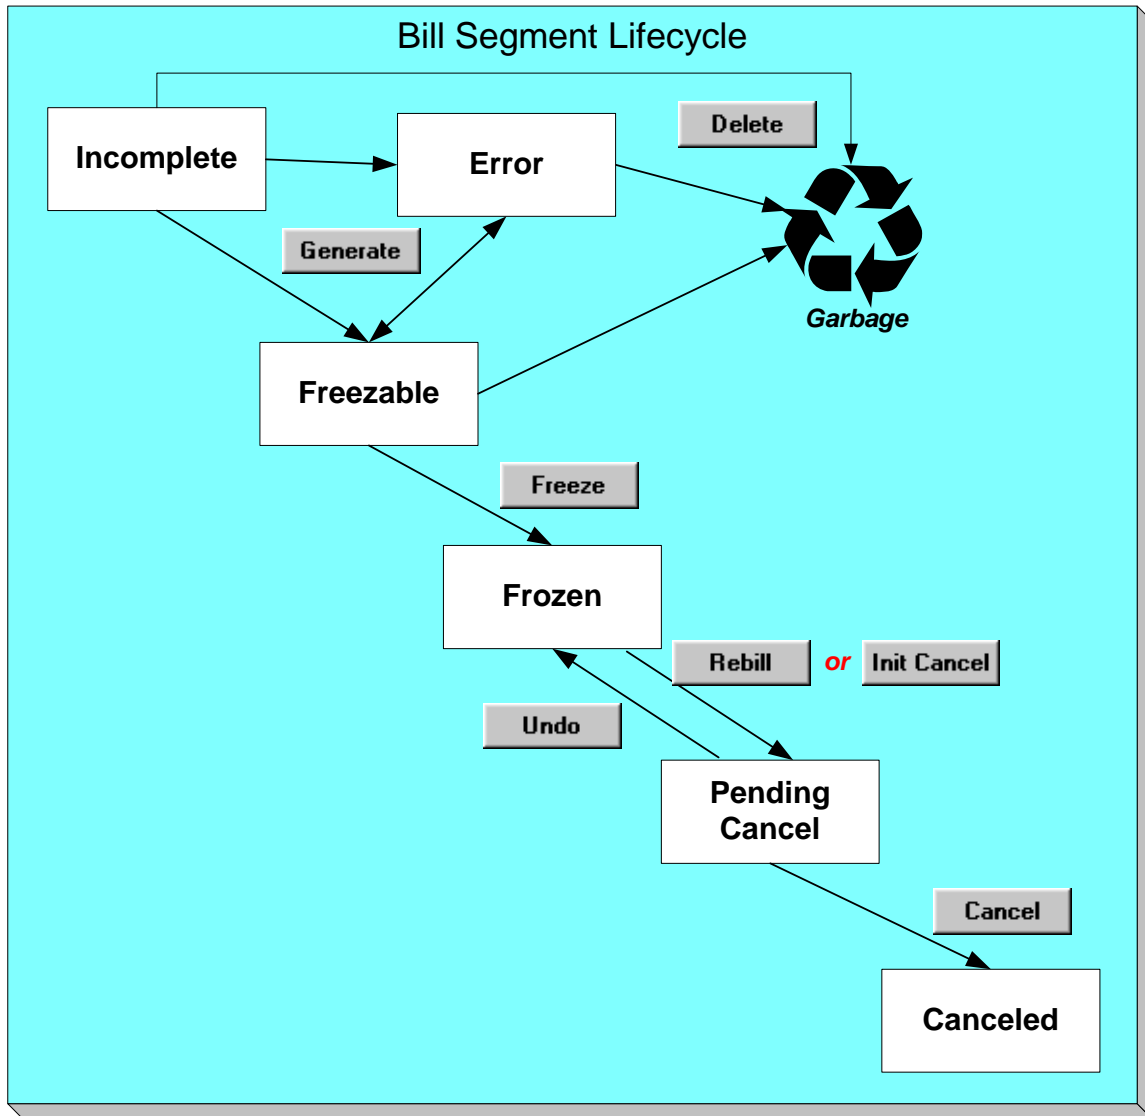 Bill Segment Lifecycle
Incomplete
Error
Delete
Generate
Garbage
Freezable
Freeze
Frozen
Rebill or Init Cancel
Undo
Pending
Cancel
Cancel
Canceled